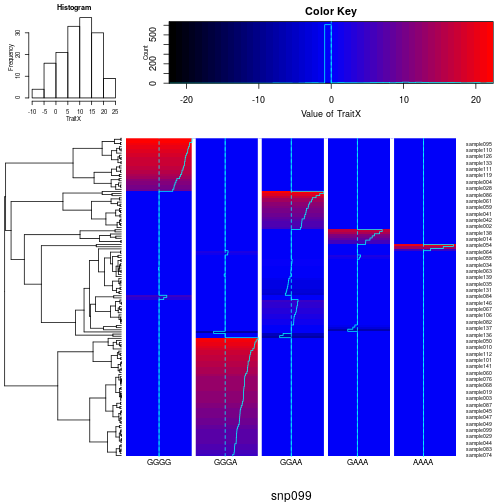 Histogram
Frequency
0 10 30
-10 -5 0 5 10 15 20 25
TraitX
Color Key
Count
0 200 500
-20 -10 0 10 20
Value of TraitX
sample095
sample110
sample126
sample133
sample111
sample119
sample004
sample028
sample086
sample061
sample059
sample041
sample042
sample002
sample138
sample014
sample054
sample064
sample055
sample034
sample063
sample139
sample035
sample131
sample084
sample146
sample067
sample106
sample082
sample137
sample136
sample050
sample010
sample112
sample101
sample141
sample060
sample076
sample068
sample019
sample003
sample087
sample045
sample047
sample049
sample099
sample029
sample044
sample083
sample074
GGGG GGGA GGAA GAAA AAAA
snp099